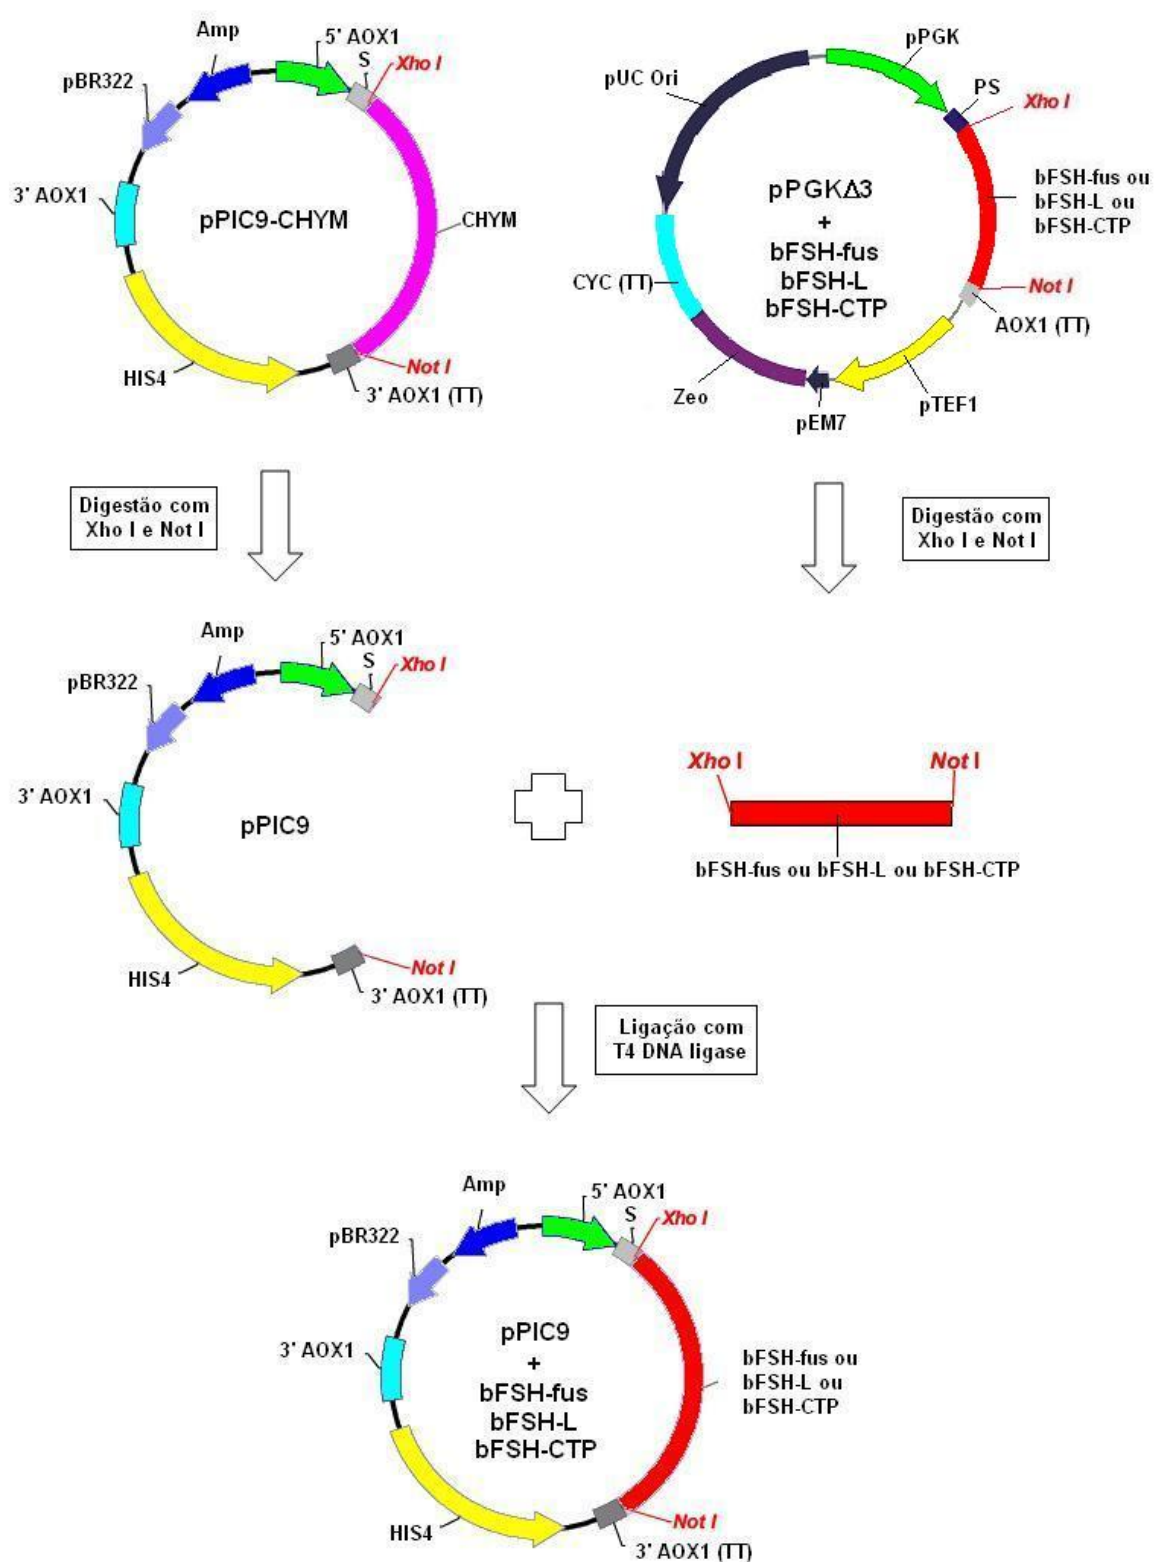 Amp
5' AOX1
S
Xho I
pBR322
3' AOX1
pPIC9-CHYM
CHYM
HIS4
Not I
3' AOX1 (TT)
pPGK
pUC Ori
PS
Xho I
pPGKΔ3
+
bFSH-fus
bFSH-L
bFSH-CTP
bFSH-fus ou
bFSH-L ou
bFSH-CTP
CYC (TT)
Not I
AOX1 (TT)
Zeo
pEM7
pTEF1
Digestão com
Xho I e Not I
Digestão com
Xho I e Not I
Amp
5' AOX1
S
Xho I
pBR322
3' AOX1
pPIC9
HIS4
Not I
3' AOX1 (TT)
Xho I
Not I
bFSH-fus ou bFSH-L ou bFSH-CTP
Ligação com
T4 DNA ligase
Amp
5' AOX1
S
Xho I
pBR322
3' AOX1
pPIC9
+
bFSH-fus
bFSH-L
bFSH-CTP
bFSH-fus ou
bFSH-L ou
bFSH-CTP
HIS4
Not I
3' AOX1 (TT)